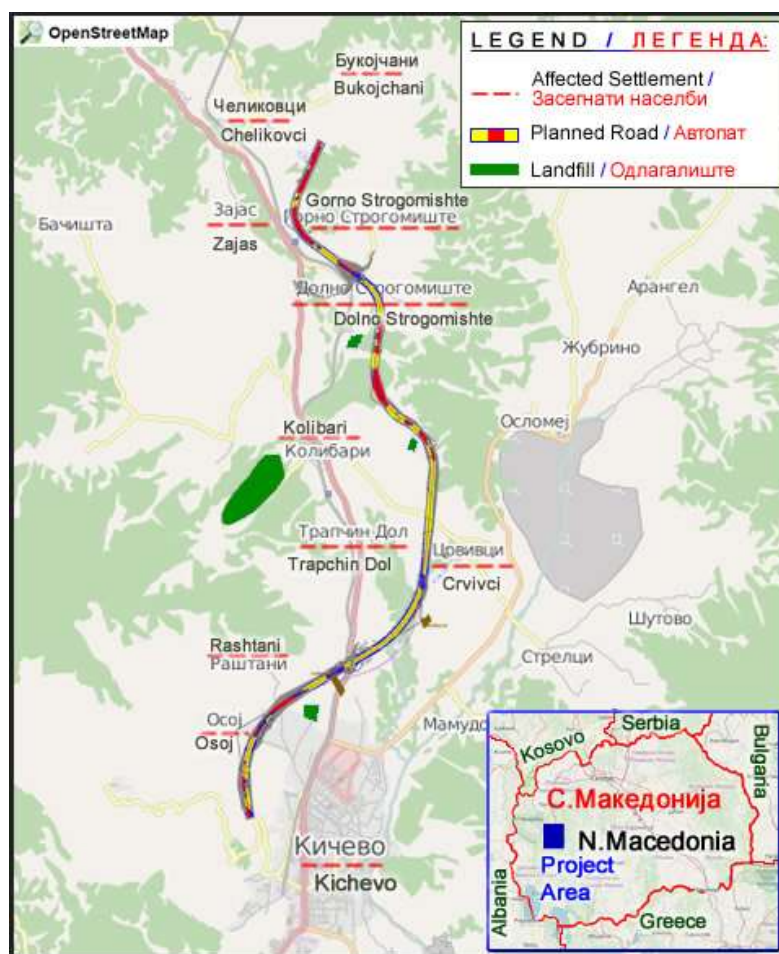 OpenStreetMap
LEGEND / ЛЕГЕНДА:
Affected Settlement /
Засегнати населби
Planned Road / Автопат
Landfill / Одлагалиште
Букојчани
Bukojchani
Челиковци
Chelikovci
Gorno Strogomishte
Зајас
Горно Строгомиште
Бачишта
Zajas
Долно Строгомиште
Арангел
Dolno Strogomishte
Жубрино
Осломеј
Kolibari
Колибари
Трапчин Дол
Црвивци
Trapchin Dol
Crvivci
Шутово
Rashtani
Раштани
Стрелци
Осој
Мамудо
Osoj
Кичево
Kichevo
Serbia
Kosovo
Bulgaria
С.Македонија
N.Macedonia
Project
Area
Albania
Greece